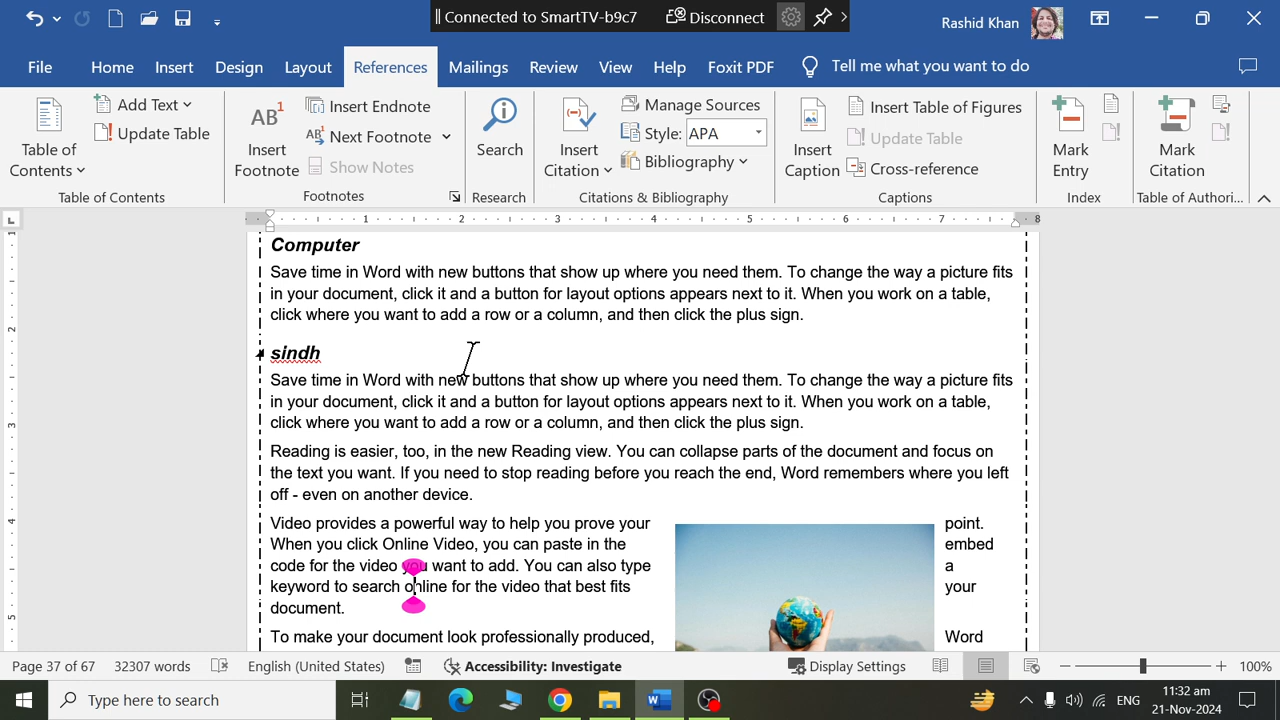 Connected to SmartTV-b9c7 Disconnect
Rashid Khan
File Home Insert Design Layout References Mailings Review View Help Foxit PDF Tell me what you want to do
Table of Contents
Add Text
Update Table
Table of Contents
AB1
Insert Footnote
Insert Endnote
Next Footnote
Show Notes
Footnotes
Search
Research
Insert Citation
Manage Sources
Style: APA
Bibliography
Citations & Bibliography
Insert Caption
Insert Table of Figures
Update Table
Cross-reference
Captions
Mark Entry
Index
Mark Citation
Table of Authori...
1 2 3 4 5 6 7 8
Computer
Save time in Word with new buttons that show up where you need them. To change the way a picture fits
in your document, click it and a button for layout options appears next to it. When you work on a table,
click where you want to add a row or a column, and then click the plus sign.
sindh
Save time in Word with new buttons that show up where you need them. To change the way a picture fits
in your document, click it and a button for layout options appears next to it. When you work on a table,
click where you want to add a row or a column, and then click the plus sign.
Reading is easier, too, in the new Reading view. You can collapse parts of the document and focus on
the text you want. If you need to stop reading before you reach the end, Word remembers where you left
off - even on another device.
Video provides a powerful way to help you prove your point.
When you click Online Video, you can paste in the embed
code for the video you want to add. You can also type a
keyword to search online for the video that best fits your
document.
To make your document look professionally produced, Word
Page 37 of 67 32307 words English (United States) Accessibility: Investigate Display Settings 100%
Type here to search
ENG
11:32 am
21-Nov-2024